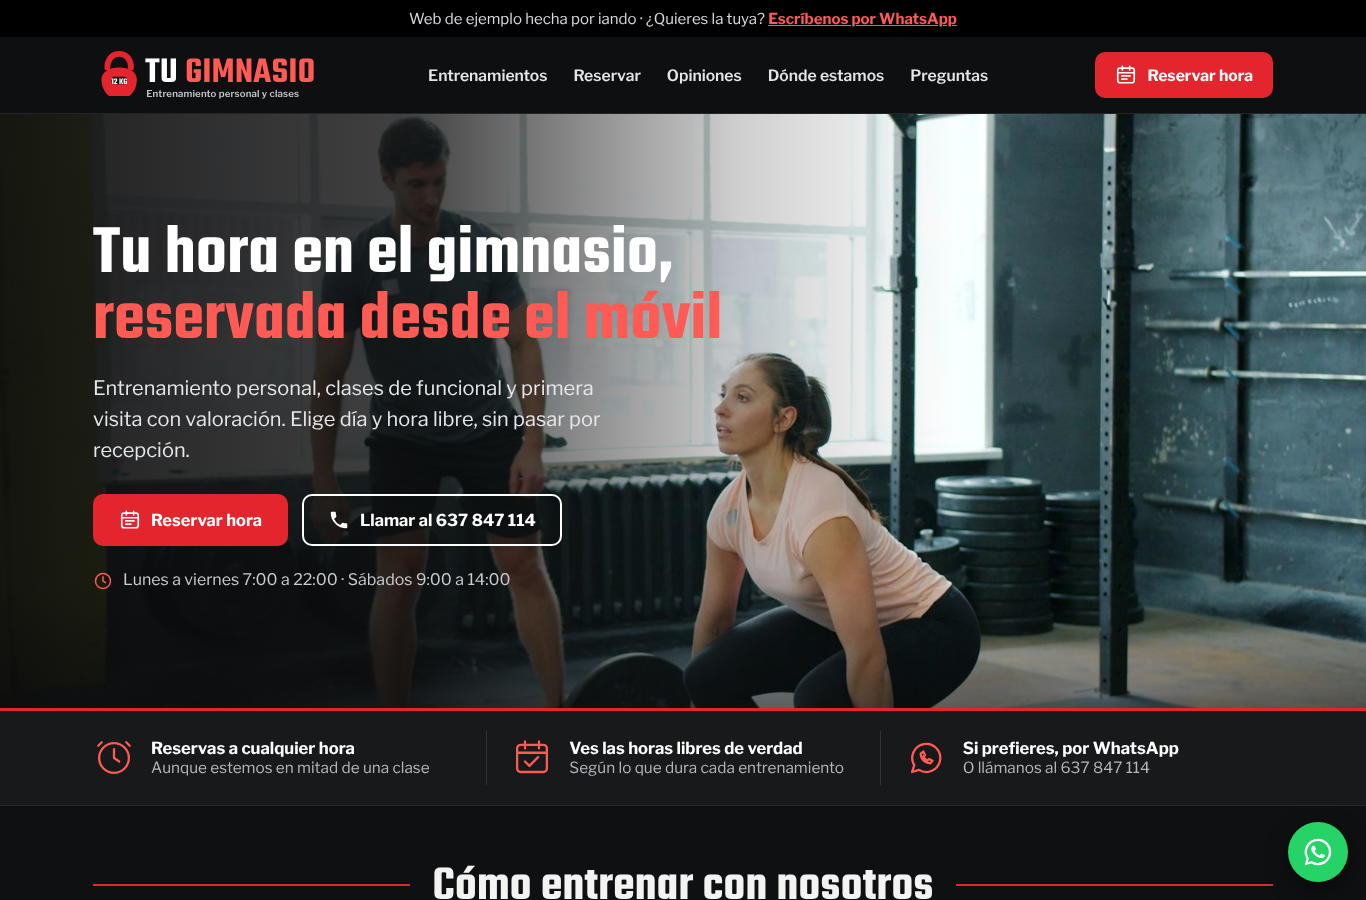 Web de ejemplo hecha por iando · ¿Quieres la tuya? Escríbenos por WhatsApp
12 KG
TU GIMNASIO
Entrenamiento personal y clases
Entrenamientos
Reservar
Opiniones
Dónde estamos
Preguntas
Reservar hora
Tu hora en el gimnasio,
reservada desde el móvil
Entrenamiento personal, clases de funcional y primera
visita con valoración. Elige día y hora libre, sin pasar por
recepción.
Reservar hora
Llamar al 637 847 114
Lunes a viernes 7:00 a 22:00 · Sábados 9:00 a 14:00
Reservas a cualquier hora
Aunque estemos en mitad de una clase
Ves las horas libres de verdad
Según lo que dura cada entrenamiento
Si prefieres, por WhatsApp
O llámanos al 637 847 114
Cómo entrenar con nosotros